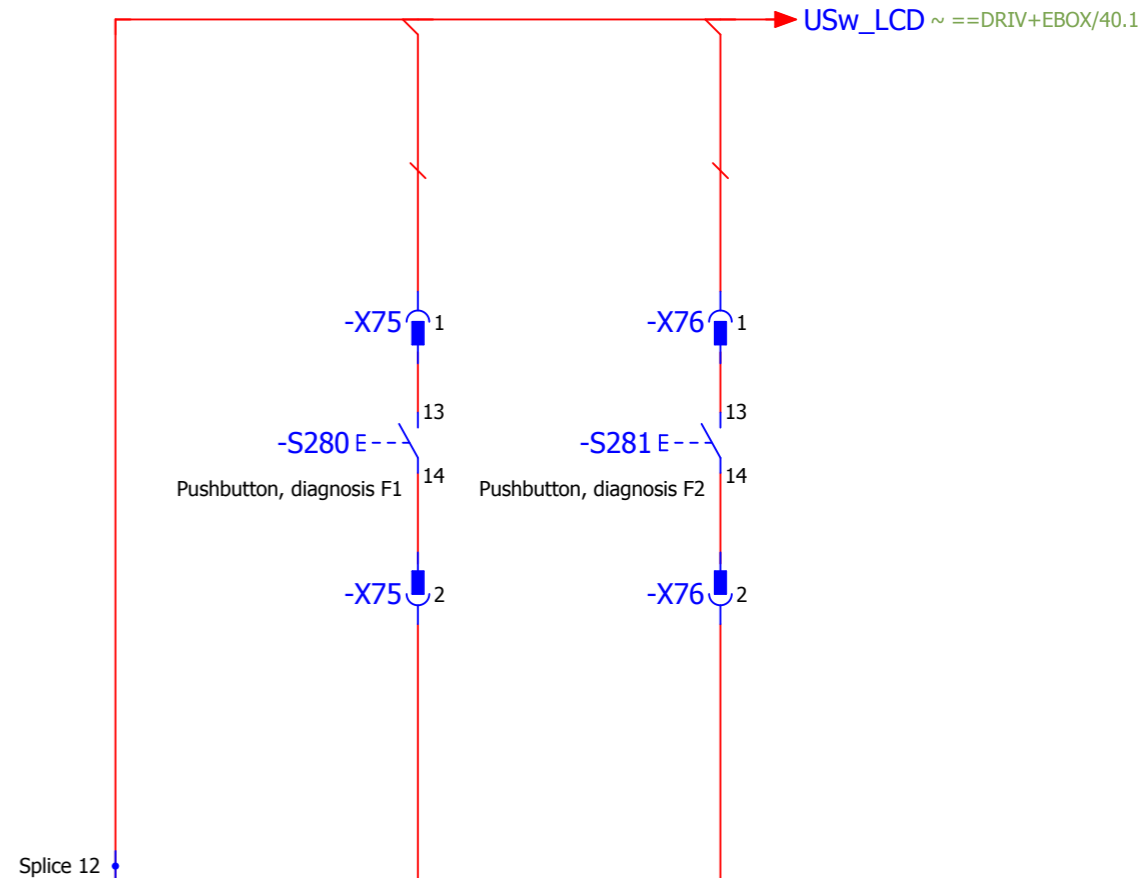 USw_LCD ~ ==DRIV+EBOX/40.1
-X75 1
-X76 1
13
13
-S280 E
-S281 E
14
14
Pushbutton, diagnosis F1
Pushbutton, diagnosis F2
-X75 2
-X76 2
Splice 12